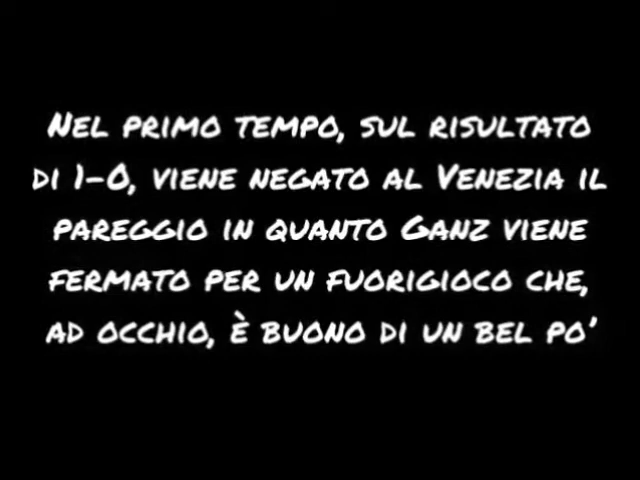 Nel primo tempo, sul risultato
di 1-0, viene negato al Venezia il
pareggio in quanto Ganz viene
fermato per un fuorigioco che,
ad occhio, è buono di un bel po'